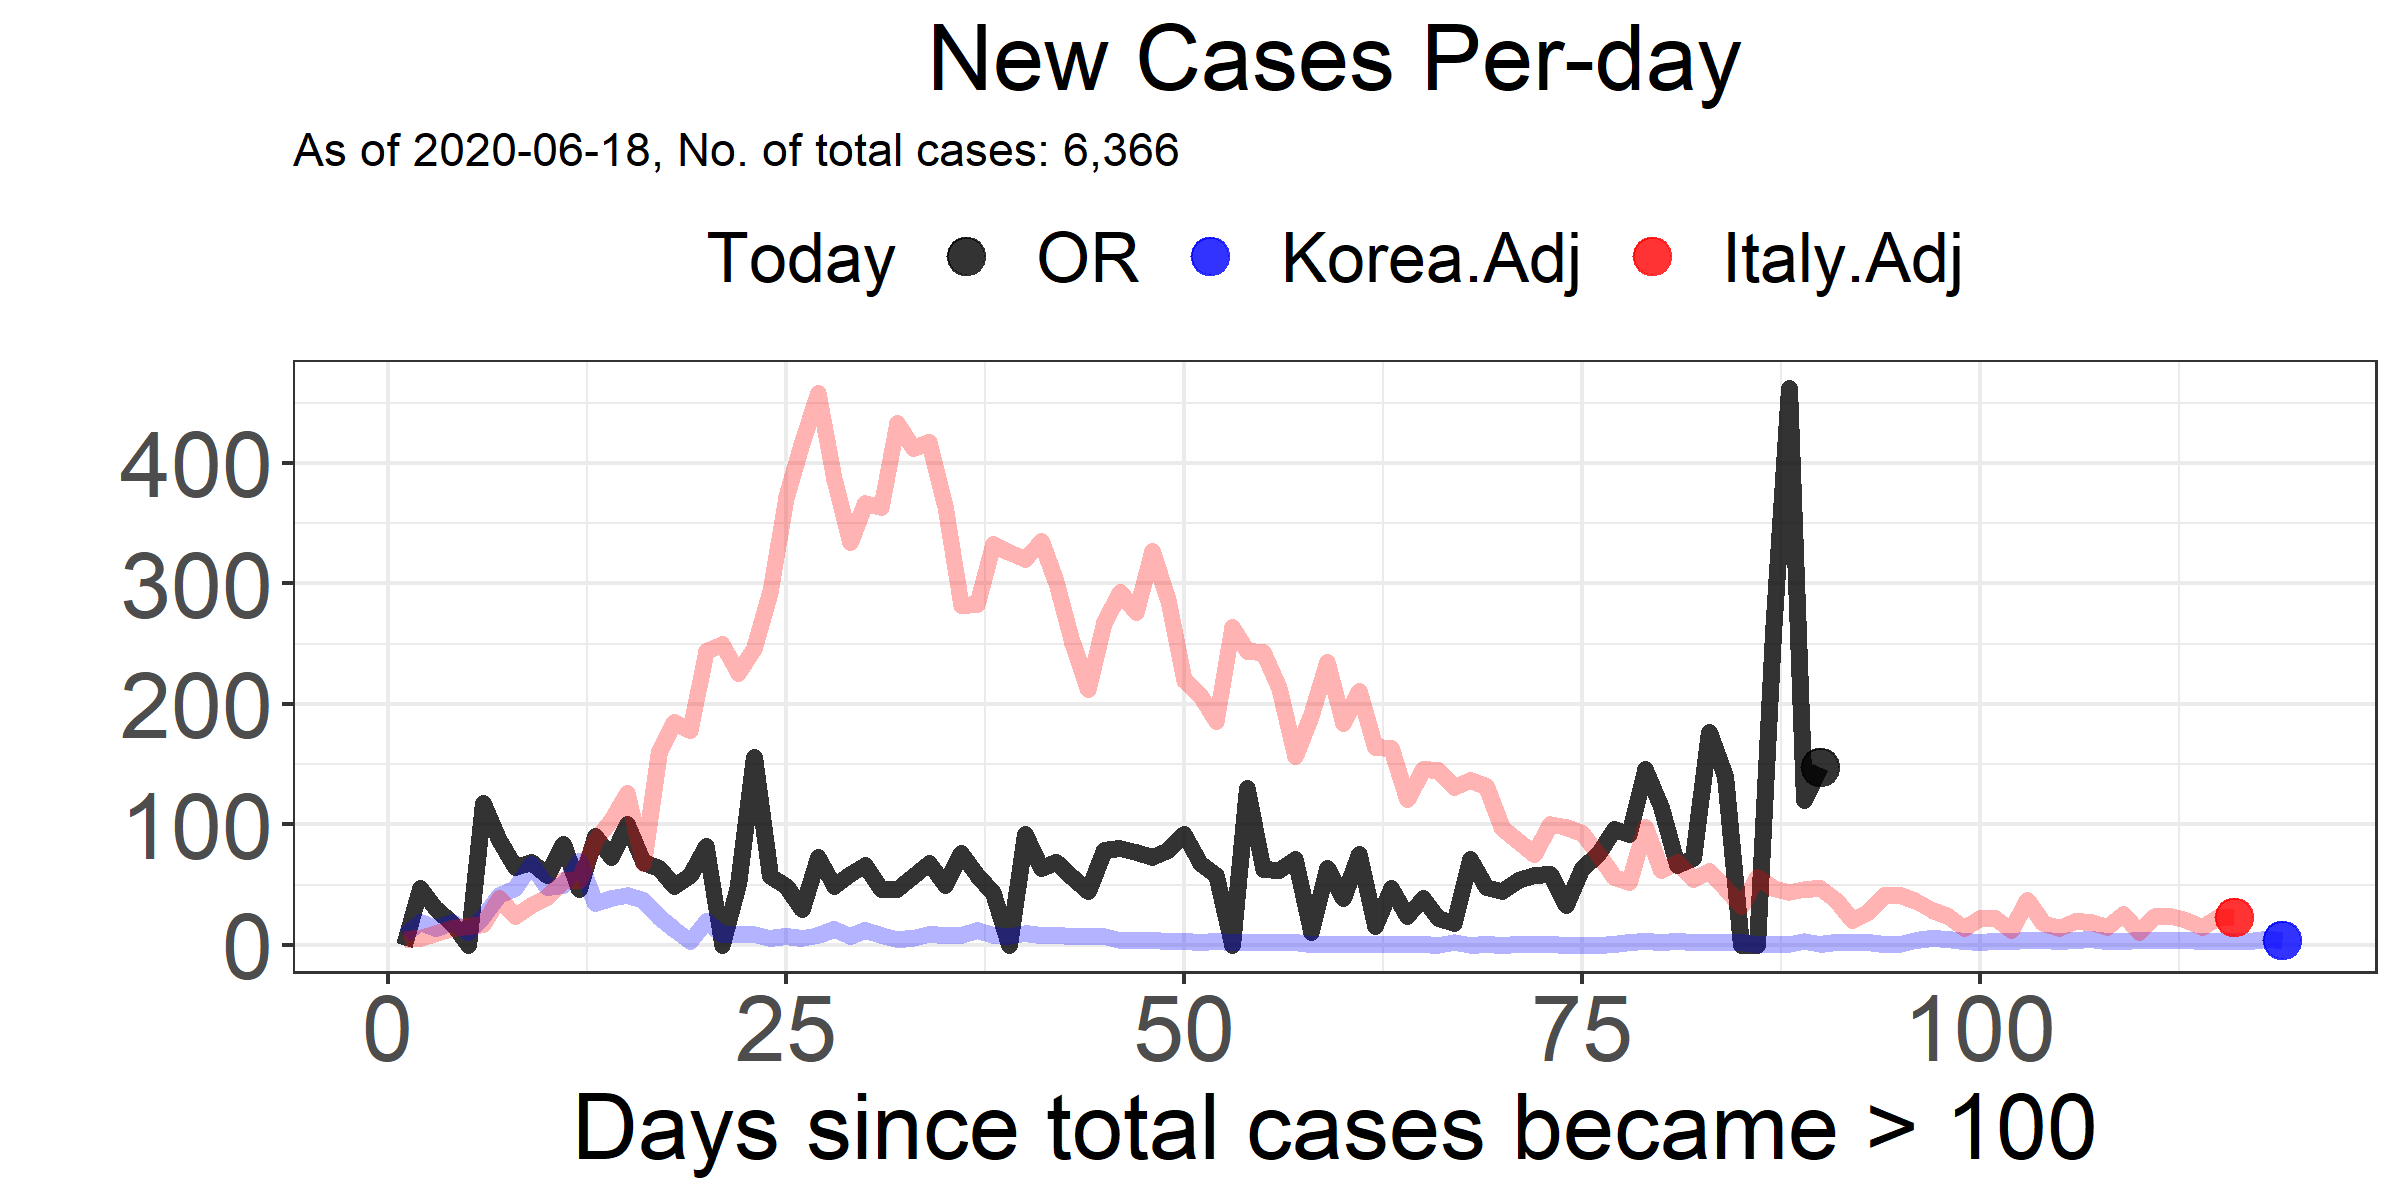 New Cases Per-day
As of 2020-06-18, No. of total cases: 6,366
Today OR Korea.Adj Italy.Adj
400
300
200
100
0
0 25 50 75 100
Days since total cases became > 100